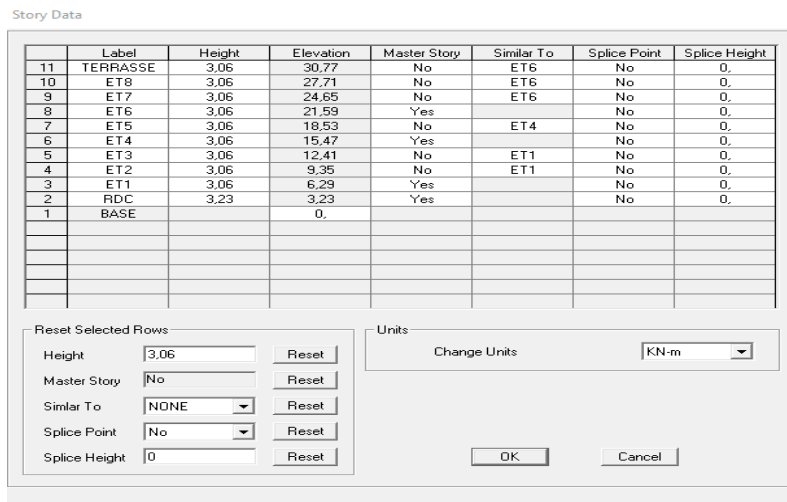 Story Data
Label Height Elevation Master Story Similar To Splice Point Splice Height
11 TERRASSE 3,06 30,77 No ET6 No 0,
10 ET8 3,06 27,71 No ET6 No 0,
9 ET7 3,06 24,65 No ET6 No 0,
8 ET6 3,06 21,59 Yes No 0,
7 ET5 3,06 18,53 No ET4 No 0,
6 ET4 3,06 15,47 Yes No 0,
5 ET3 3,06 12,41 No ET1 No 0,
4 ET2 3,06 9,35 No ET1 No 0,
3 ET1 3,06 6,29 Yes No 0,
2 RDC 3,23 3,23 Yes No 0,
1 BASE 0,
Reset Selected Rows
Height 3,06 Reset
Master Story No Reset
Simlar To NONE Reset
Splice Point No Reset
Splice Height 0 Reset
Units
Change Units KN-m
OK Cancel